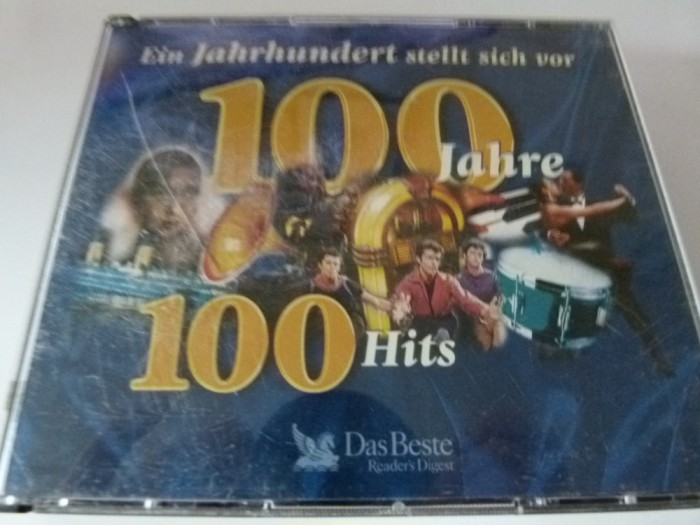 Ein Jahrhundert stellt sich vor
100
Jahre
100
Hits
Das Beste
Reader's Digest